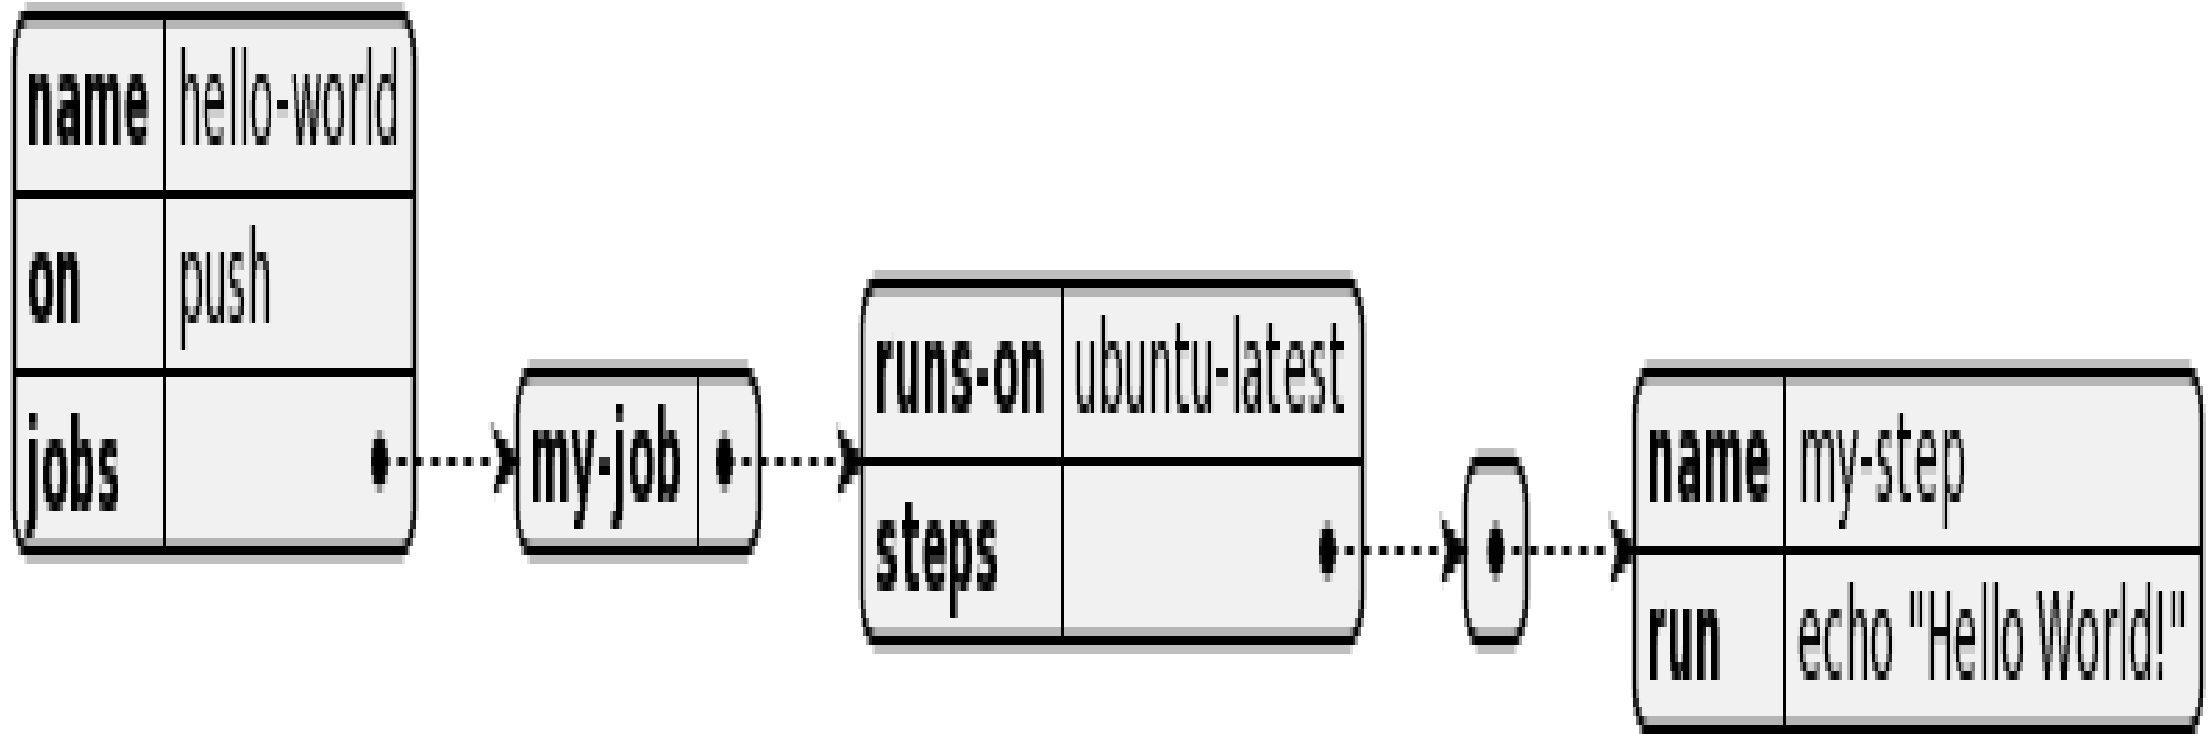 name hello-world
on push
jobs
my-job
runs-on ubuntu-latest
steps
name my-step
run echo "Hello World!"